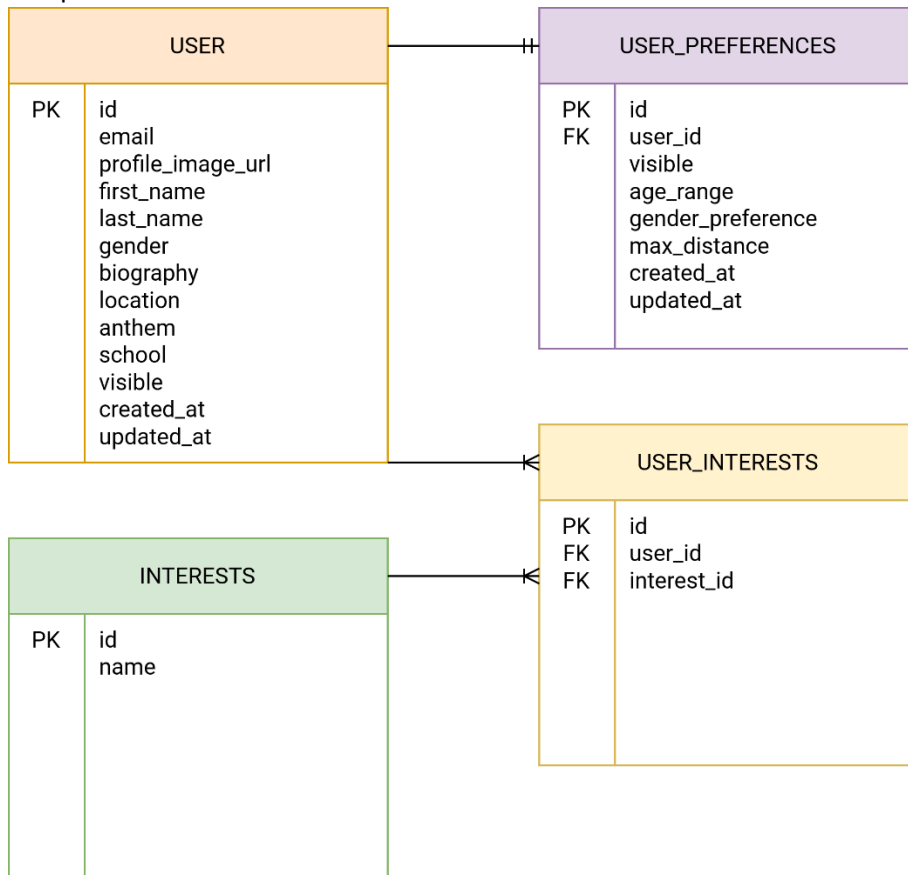 USER
PK id
email
profile_image_url
first_name
last_name
gender
biography
location
anthem
school
visible
created_at
updated_at
USER_PREFERENCES
PK id
FK user_id
visible
age_range
gender_preference
max_distance
created_at
updated_at
USER_INTERESTS
PK id
FK user_id
FK interest_id
INTERESTS
PK id
name